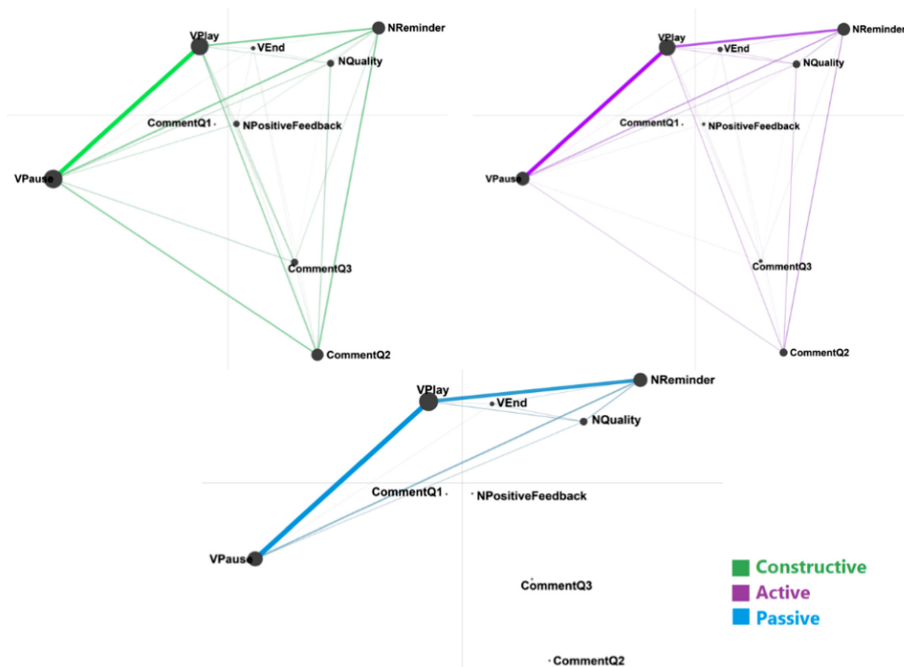 VPlay
VEnd
NReminder
NQuality
CommentQ1
NPositiveFeedback
VPause
CommentQ3
CommentQ2
VPlay
VEnd
NReminder
NQuality
CommentQ1
NPositiveFeedback
VPause
CommentQ3
CommentQ2
VPlay
VEnd
NReminder
NQuality
CommentQ1
NPositiveFeedback
VPause
CommentQ3
CommentQ2
Constructive
Active
Passive